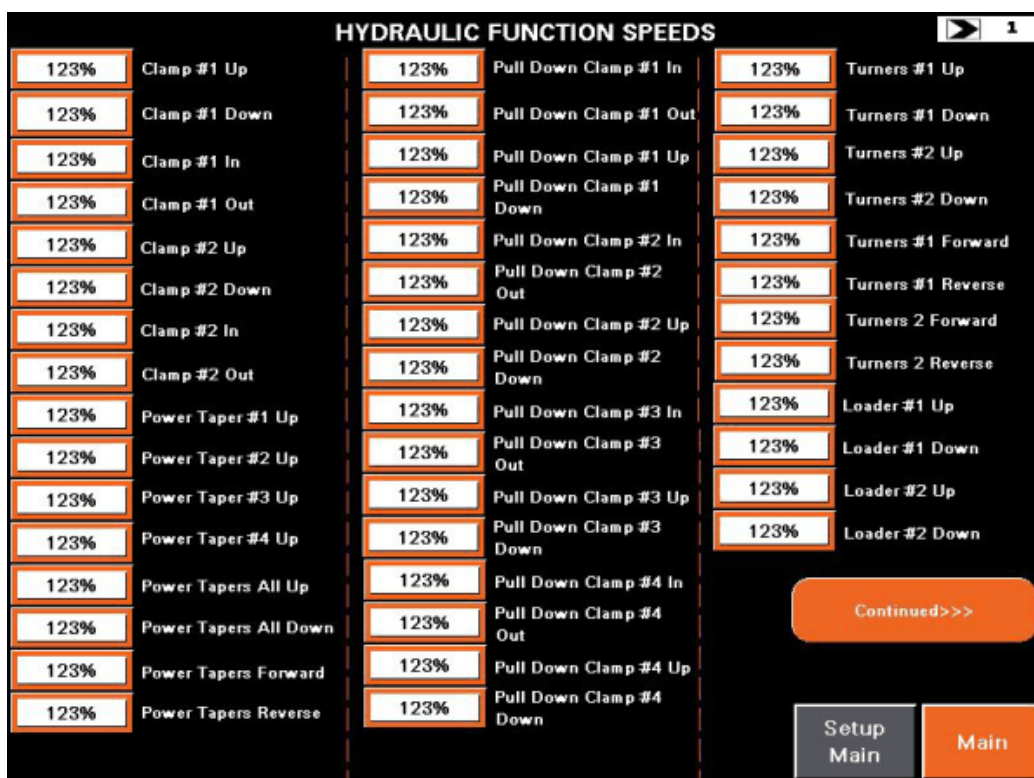 HYDRAULIC FUNCTION SPEEDS
1
123% Clamp #1 Up
123% Clamp #1 Down
123% Clamp #1 In
123% Clamp #1 Out
123% Clamp #2 Up
123% Clamp #2 Down
123% Clamp #2 In
123% Clamp #2 Out
123% Power Taper #1 Up
123% Power Taper #2 Up
123% Power Taper #3 Up
123% Power Taper #4 Up
123% Power Tapers All Up
123% Power Tapers All Down
123% Power Tapers Forward
123% Power Tapers Reverse
123% Pull Down Clamp #1 In
123% Pull Down Clamp #1 Out
123% Pull Down Clamp #1 Up
123% Pull Down Clamp #1
Down
123% Pull Down Clamp #2 In
123% Pull Down Clamp #2
Out
123% Pull Down Clamp #2 Up
123% Pull Down Clamp #2
Down
123% Pull Down Clamp #3 In
123% Pull Down Clamp #3
Out
123% Pull Down Clamp #3 Up
123% Pull Down Clamp #3
Down
123% Pull Down Clamp #4 In
123% Pull Down Clamp #4
Out
123% Pull Down Clamp #4 Up
123% Pull Down Clamp #4
Down
123% Turners #1 Up
123% Turners #1 Down
123% Turners #2 Up
123% Turners #2 Down
123% Turners #1 Forward
123% Turners #1 Reverse
123% Turners 2 Forward
123% Turners 2 Reverse
123% Loader #1 Up
123% Loader #1 Down
123% Loader #2 Up
123% Loader #2 Down
Continued>>>
Setup
Main
Main